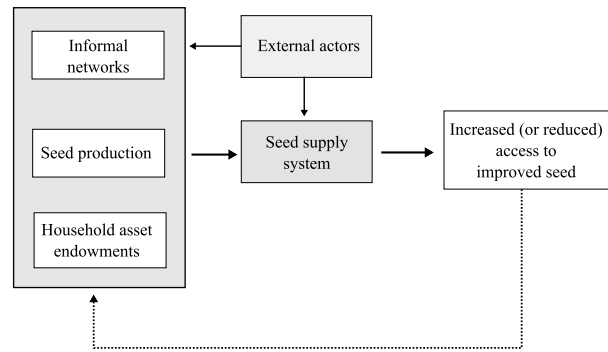 Informal
networks
External actors
Seed production
Seed supply
system
Increased (or reduced)
access to
improved seed
Household asset
endowments